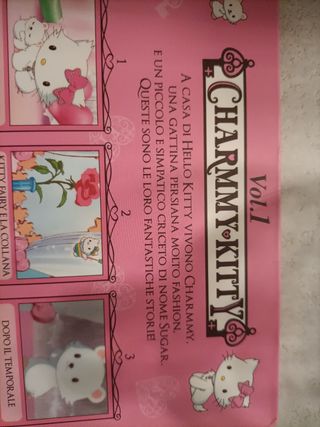 Vol.1
CHARMMY KITTY
A CASA DI HELLO KITTY VIVONO CHARMMY,
UNA GATTINA PERSIANA MOLTO FASHION,
E UN PICCOLO E SIMPATICO CRICETO DI NOME SUGAR.
QUESTE SONO LE LORO FANTASTICHE STORIE!
1
2
3
KITTY FAIRY E LA COLLANA
DOPO IL TEMPORALE